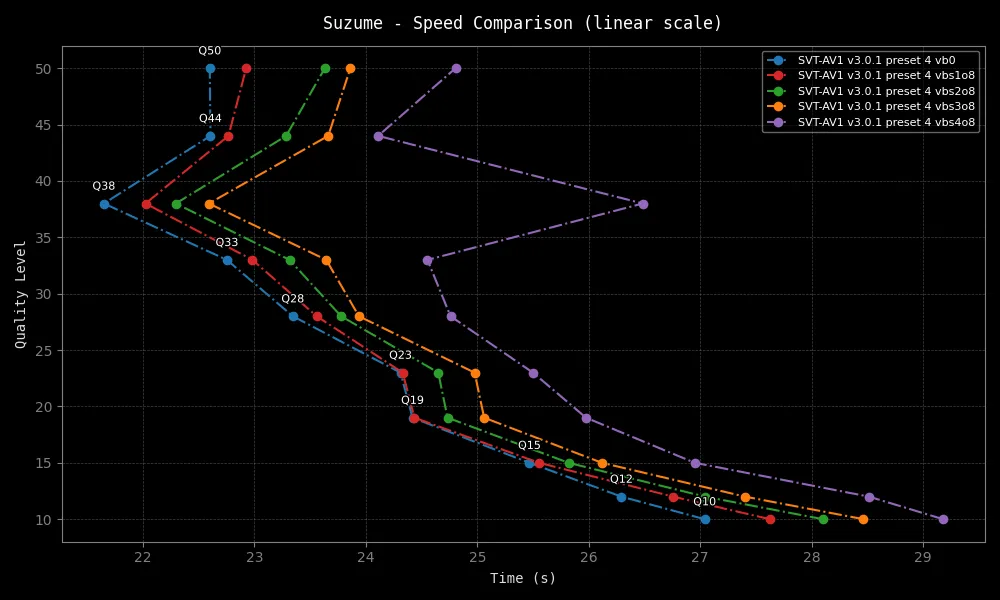 Suzume - Speed Comparison (linear scale)
SVT-AV1 v3.0.1 preset 4 vb0
SVT-AV1 v3.0.1 preset 4 vbs1o8
SVT-AV1 v3.0.1 preset 4 vbs2o8
SVT-AV1 v3.0.1 preset 4 vbs3o8
SVT-AV1 v3.0.1 preset 4 vbs4o8
Quality Level
50
45
40
35
30
25
20
15
10
Q50
Q44
Q38
Q33
Q28
Q23
Q19
Q15
Q12
Q10
22 23 24 25 26 27 28 29
Time (s)